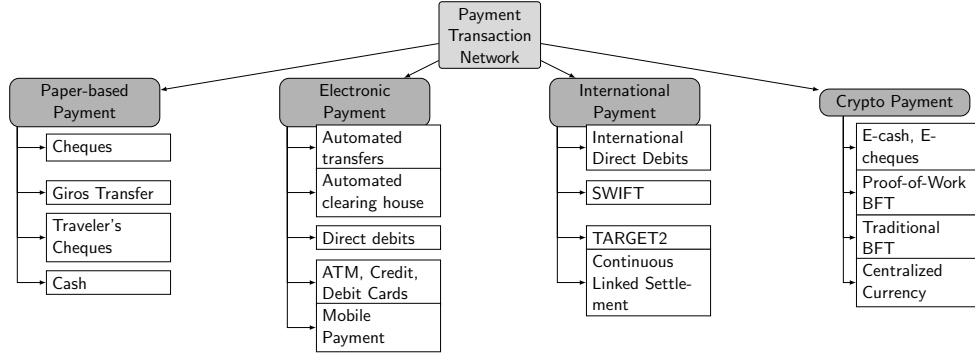 Payment
Transaction
Network
Paper-based
Payment
Cheques
Giros Transfer
Traveler's
Cheques
Cash
Electronic
Payment
Automated
transfers
Automated
clearing house
Direct debits
ATM, Credit,
Debit Cards
Mobile
Payment
International
Payment
International
Direct Debits
SWIFT
TARGET2
Continuous
Linked Settle-
ment
Crypto Payment
E-cash, E-
cheques
Proof-of-Work
BFT
Traditional
BFT
Centralized
Currency